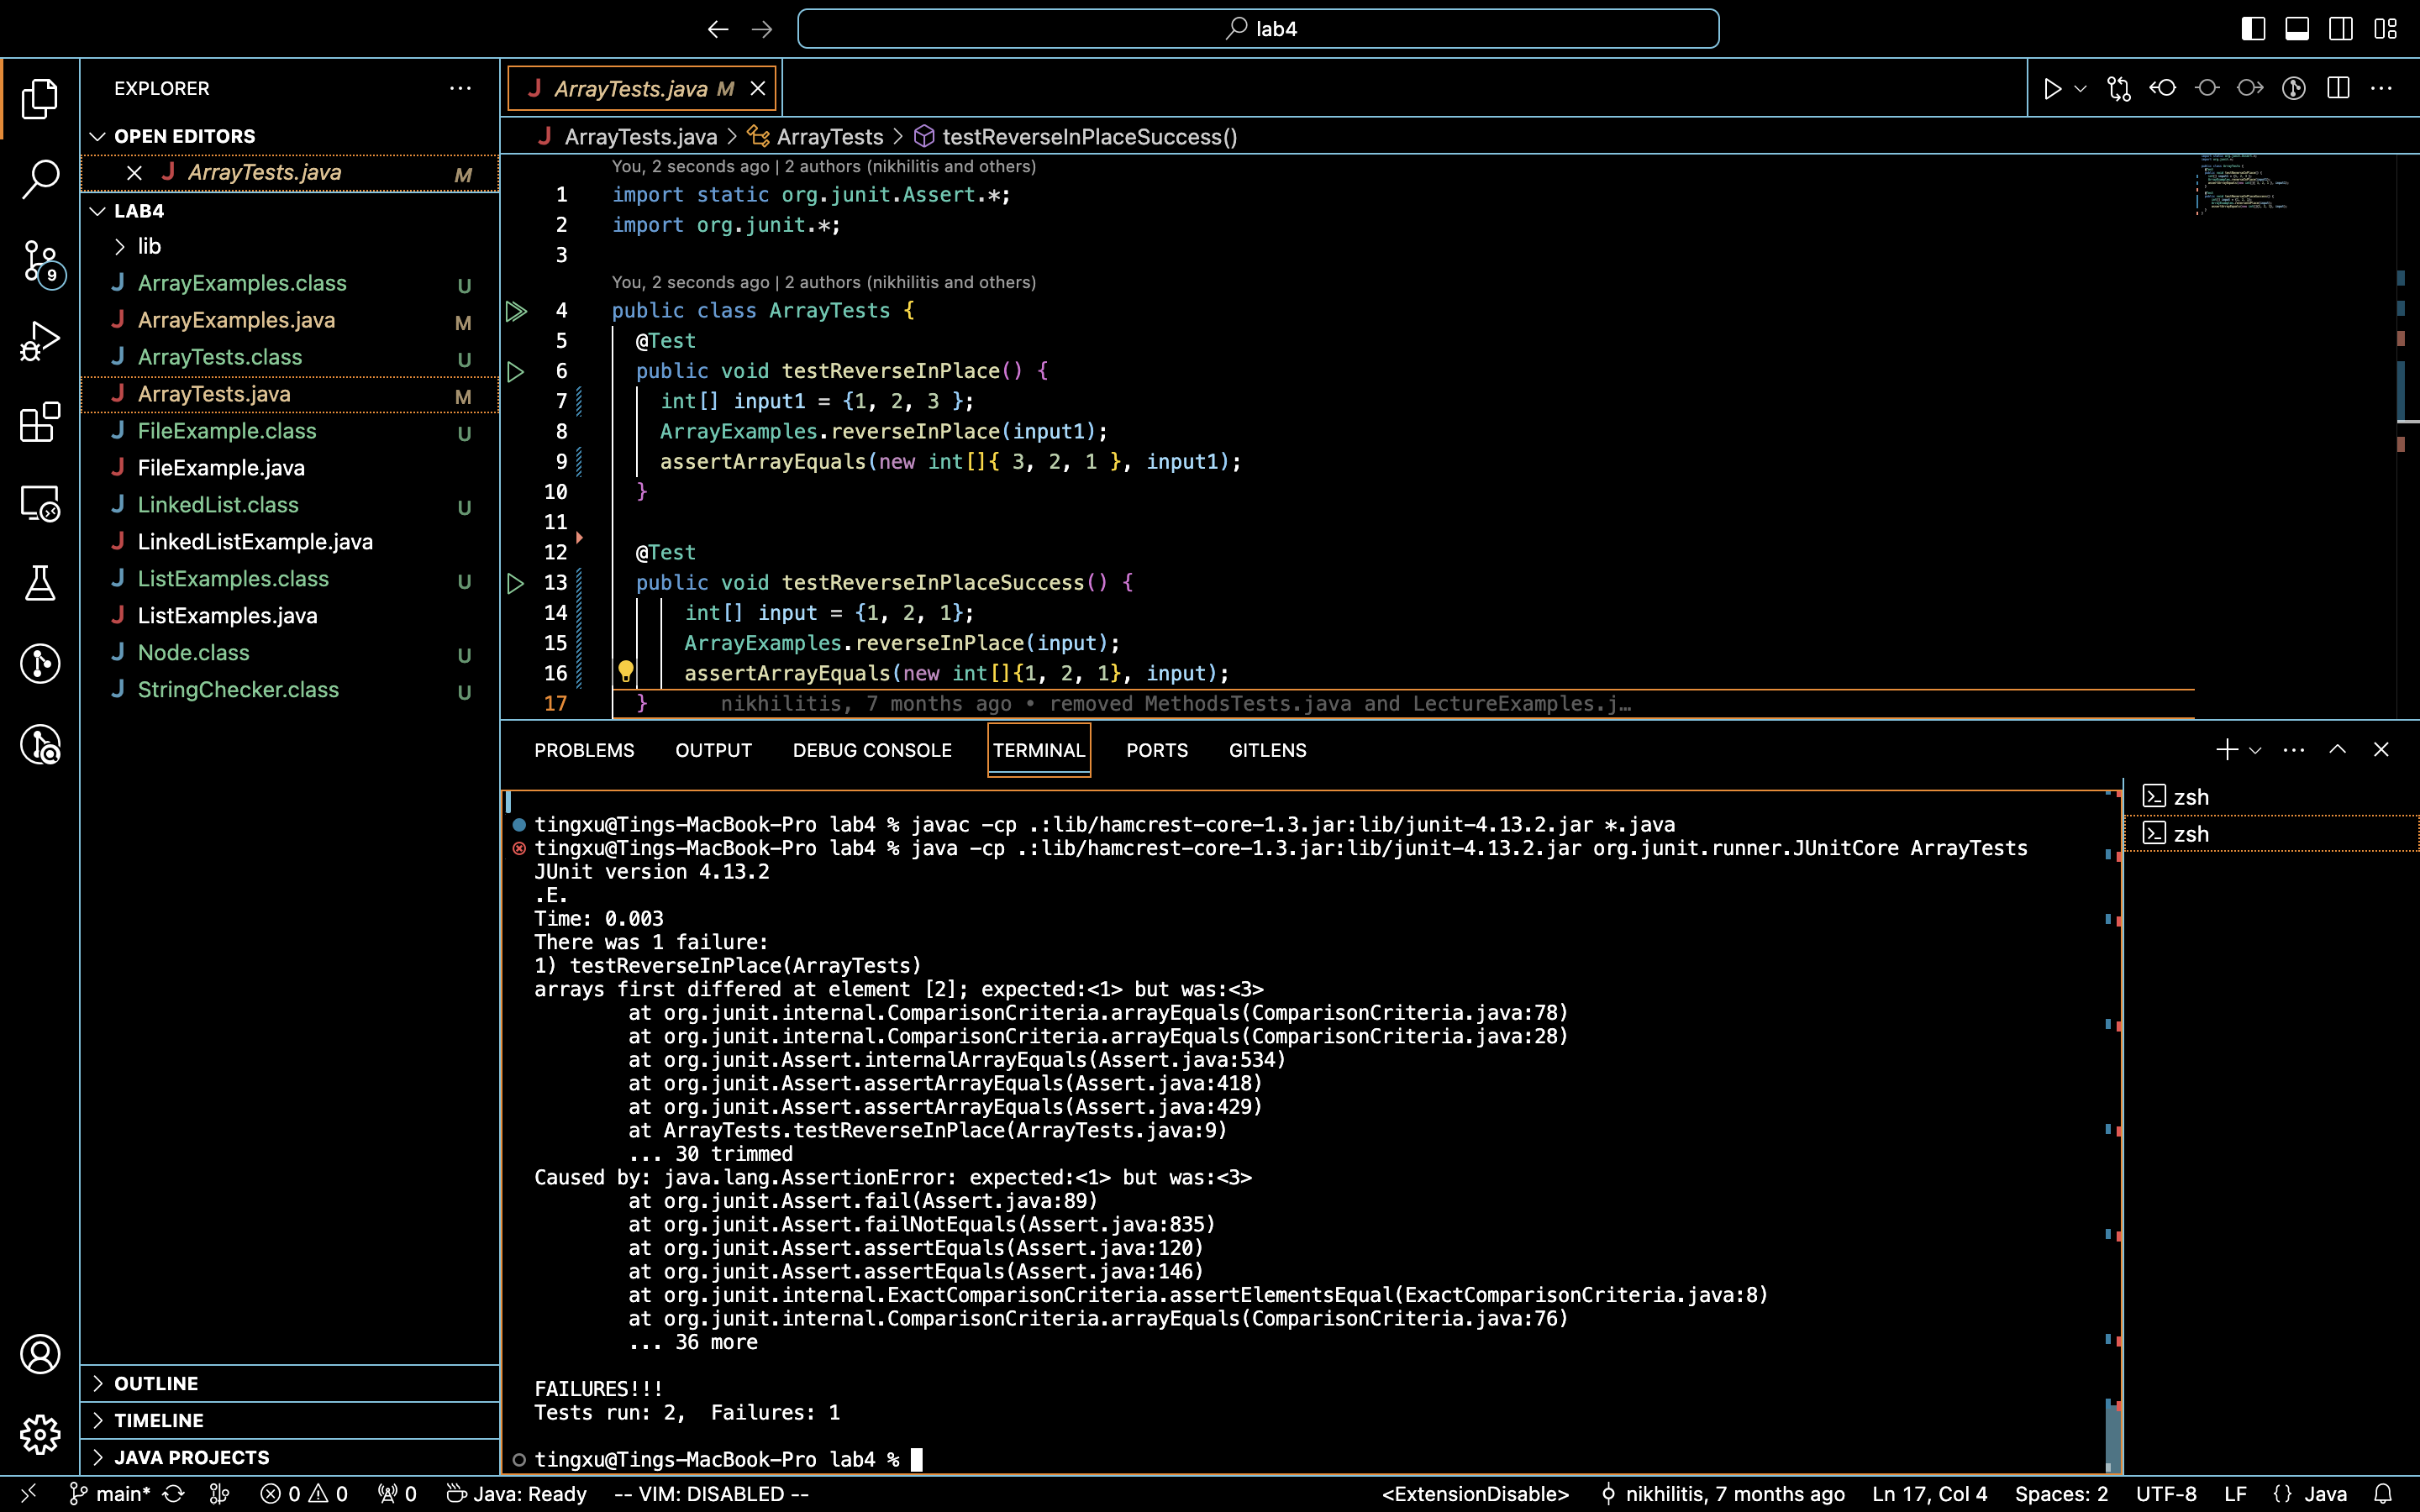 lab4
EXPLORER
OPEN EDITORS
ArrayTests.java M
LAB4
lib
ArrayExamples.class U
ArrayExamples.java M
ArrayTests.class U
ArrayTests.java M
FileExample.class U
FileExample.java
LinkedList.class U
LinkedListExample.java
ListExamples.class U
ListExamples.java
Node.class U
StringChecker.class U
9
OUTLINE
TIMELINE
JAVA PROJECTS
ArrayTests.java M
ArrayTests.java > ArrayTests > testReverseInPlaceSuccess()
You, 2 seconds ago | 2 authors (nikhilitis and others)
1 import static org.junit.Assert.*;
2 import org.junit.*;
3
You, 2 seconds ago | 2 authors (nikhilitis and others)
4 public class ArrayTests {
5 @Test
6 public void testReverseInPlace() {
7 int[] input1 = {1, 2, 3 };
8 ArrayExamples.reverseInPlace(input1);
9 assertArrayEquals(new int[]{ 3, 2, 1 }, input1);
10 }
11
12 @Test
13 public void testReverseInPlaceSuccess() {
14 int[] input = {1, 2, 1};
15 ArrayExamples.reverseInPlace(input);
16 assertArrayEquals(new int[]{1, 2, 1}, input);
17 } nikhilitis, 7 months ago • removed MethodsTests.java and LectureExamples.j…
PROBLEMS OUTPUT DEBUG CONSOLE TERMINAL PORTS GITLENS
zsh
zsh
tingxu@Tings-MacBook-Pro lab4 % javac -cp .:lib/hamcrest-core-1.3.jar:lib/junit-4.13.2.jar *.java
tingxu@Tings-MacBook-Pro lab4 % java -cp .:lib/hamcrest-core-1.3.jar:lib/junit-4.13.2.jar org.junit.runner.JUnitCore ArrayTests
JUnit version 4.13.2
.E.
Time: 0.003
There was 1 failure:
1) testReverseInPlace(ArrayTests)
arrays first differed at element [2]; expected:<1> but was:<3>
at org.junit.internal.ComparisonCriteria.arrayEquals(ComparisonCriteria.java:78)
at org.junit.internal.ComparisonCriteria.arrayEquals(ComparisonCriteria.java:28)
at org.junit.Assert.internalArrayEquals(Assert.java:534)
at org.junit.Assert.assertArrayEquals(Assert.java:418)
at org.junit.Assert.assertArrayEquals(Assert.java:429)
at ArrayTests.testReverseInPlace(ArrayTests.java:9)
... 30 trimmed
Caused by: java.lang.AssertionError: expected:<1> but was:<3>
at org.junit.Assert.fail(Assert.java:89)
at org.junit.Assert.failNotEquals(Assert.java:835)
at org.junit.Assert.assertEquals(Assert.java:120)
at org.junit.Assert.assertEquals(Assert.java:146)
at org.junit.internal.ExactComparisonCriteria.assertElementsEqual(ExactComparisonCriteria.java:8)
at org.junit.internal.ComparisonCriteria.arrayEquals(ComparisonCriteria.java:76)
... 36 more
FAILURES!!!
Tests run: 2,  Failures: 1
tingxu@Tings-MacBook-Pro lab4 %
main* 0 0 0 Java: Ready -- VIM: DISABLED -- <ExtensionDisable> nikhilitis, 7 months ago Ln 17, Col 4 Spaces: 2 UTF-8 LF {} Java